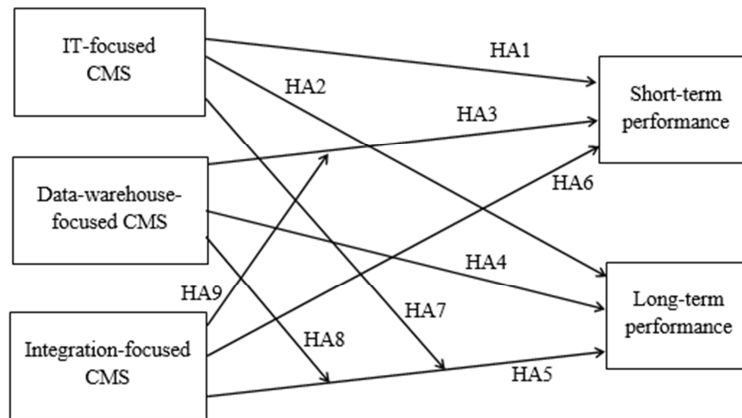 IT-focused
CMS
HA1
HA2
Short-term
performance
HA3
Data-warehouse-
focused CMS
HA6
HA4
HA9
Long-term
performance
HA7
HA8
Integration-focused
CMS
HA5